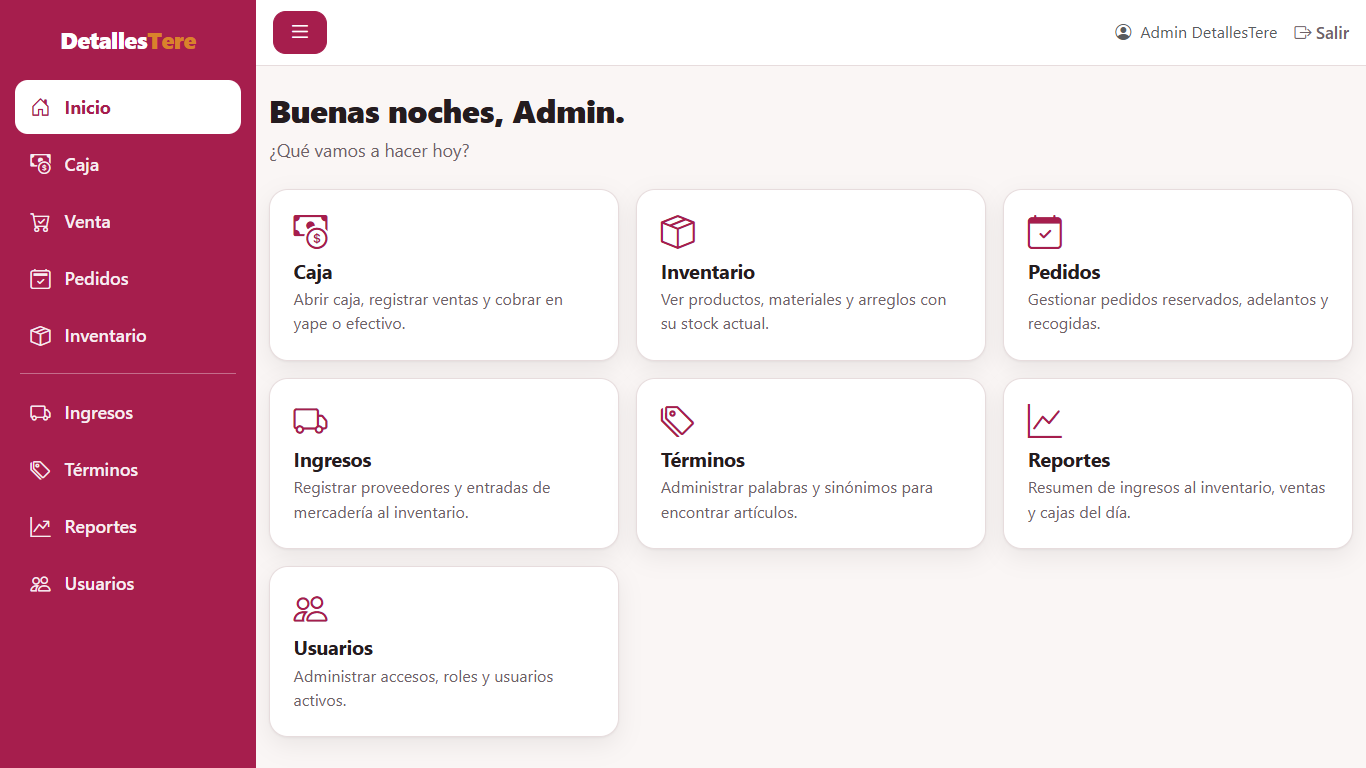 DetallesTere
Inicio
Caja
Venta
Pedidos
Inventario
Ingresos
Términos
Reportes
Usuarios
Admin DetallesTere
Salir
Buenas noches, Admin.
¿Qué vamos a hacer hoy?
Caja
Abrir caja, registrar ventas y cobrar en
yape o efectivo.
Inventario
Ver productos, materiales y arreglos con
su stock actual.
Pedidos
Gestionar pedidos reservados, adelantos y
recogidas.
Ingresos
Registrar proveedores y entradas de
mercadería al inventario.
Términos
Administrar palabras y sinónimos para
encontrar artículos.
Reportes
Resumen de ingresos al inventario, ventas
y cajas del día.
Usuarios
Administrar accesos, roles y usuarios
activos.